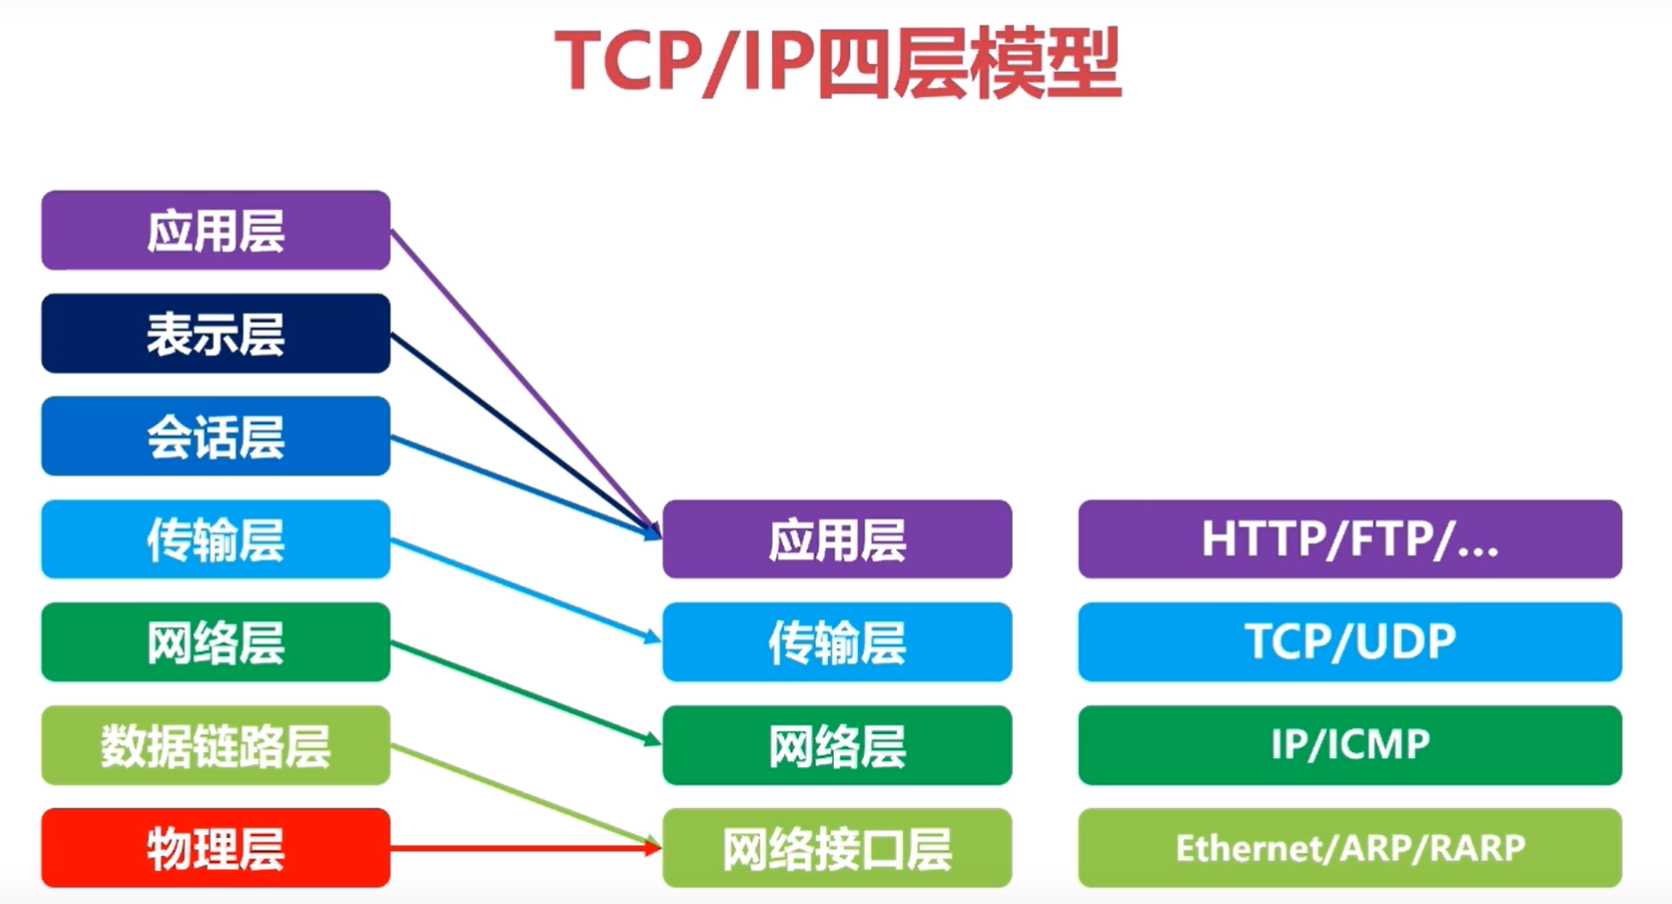 TCP/IP四层模型
应用层
表示层
会话层
传输层
网络层
数据链路层
物理层
应用层
传输层
网络层
网络接口层
HTTP/FTP/...
TCP/UDP
IP/ICMP
Ethernet/ARP/RARP